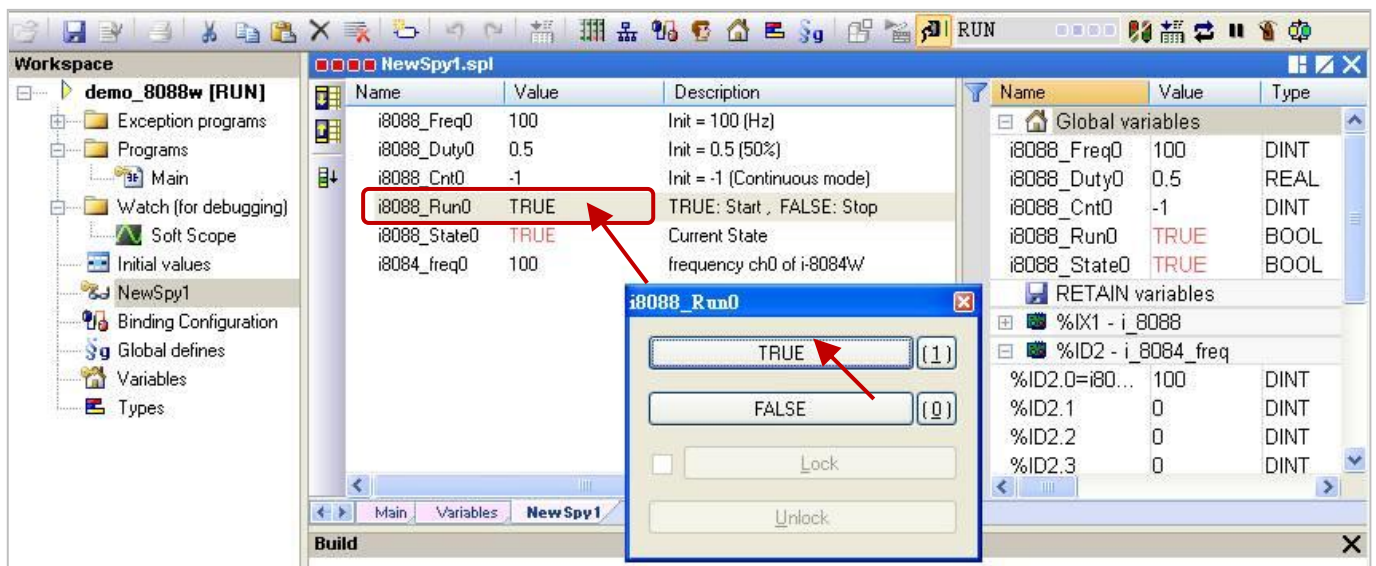 RUN
Workspace
demo_8088w [RUN]
Exception programs
Programs
Main
Watch (for debugging)
Soft Scope
Initial values
NewSpy1
Binding Configuration
Global defines
Variables
Types
NewSpy1.spl
Name Value Description
i8088_Freq0 100 Init = 100 (Hz)
i8088_Duty0 0.5 Init = 0.5 (50%)
i8088_Cnt0 -1 Init = -1 (Continuous mode)
i8088_Run0 TRUE TRUE: Start , FALSE: Stop
i8088_State0 TRUE Current State
i8084_freq0 100 frequency ch0 of i-8084W
i8088_Run0
TRUE (1)
FALSE (0)
Lock
Unlock
Name Value Type
Global variables
i8088_Freq0 100 DINT
i8088_Duty0 0.5 REAL
i8088_Cnt0 -1 DINT
i8088_Run0 TRUE BOOL
i8088_State0 TRUE BOOL
RETAIN variables
%IX1 - i_8088
%ID2 - i_8084_freq
%ID2.0=i80... 100 DINT
%ID2.1 0 DINT
%ID2.2 0 DINT
%ID2.3 0 DINT
Main Variables NewSpy1
Build